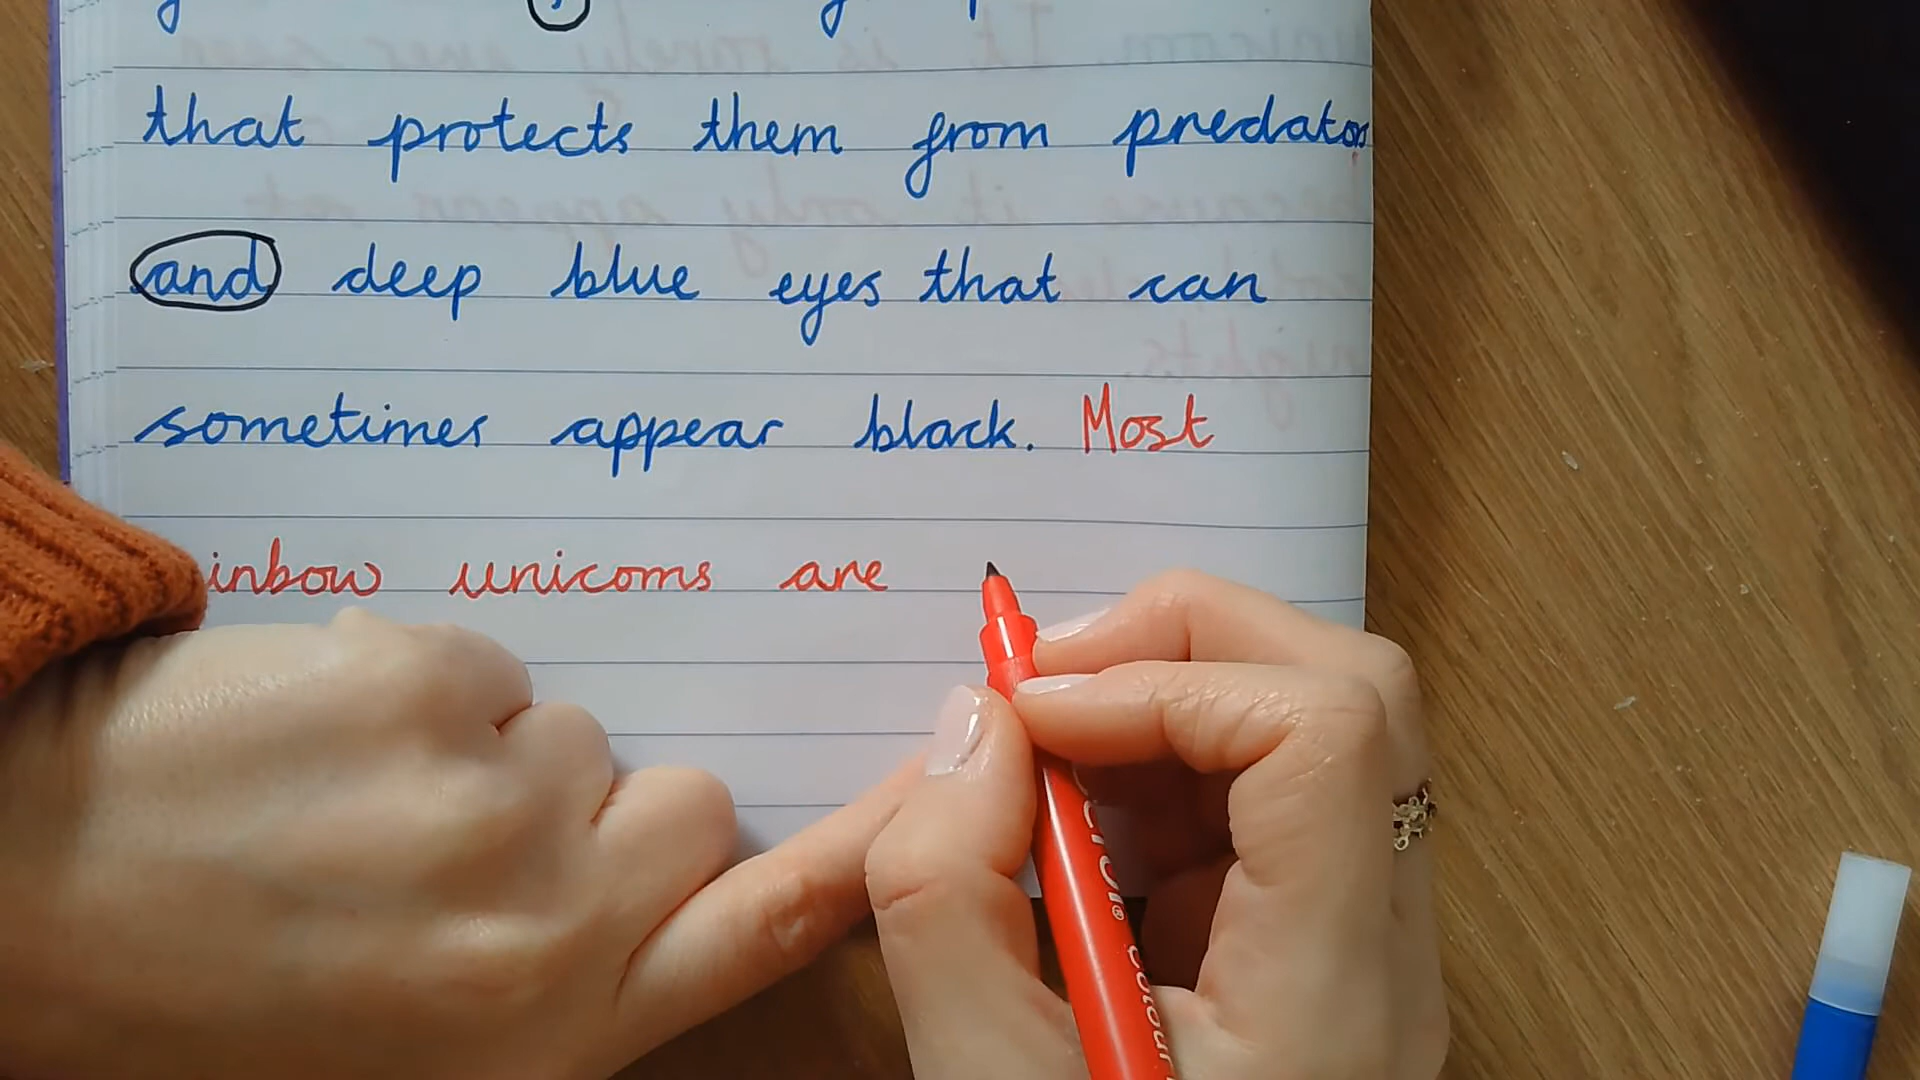 that protects them from predators
and deep blue eyes that can
sometimes appear black. Most
inbow unicorns are